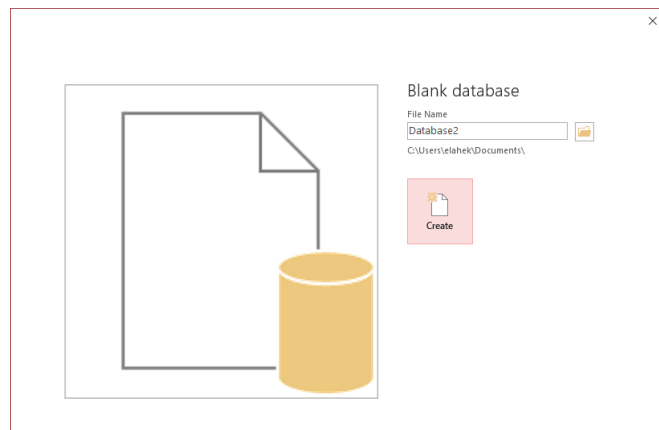 Blank database
File Name
Database2
C:\Users\elahek\Documents\
Create